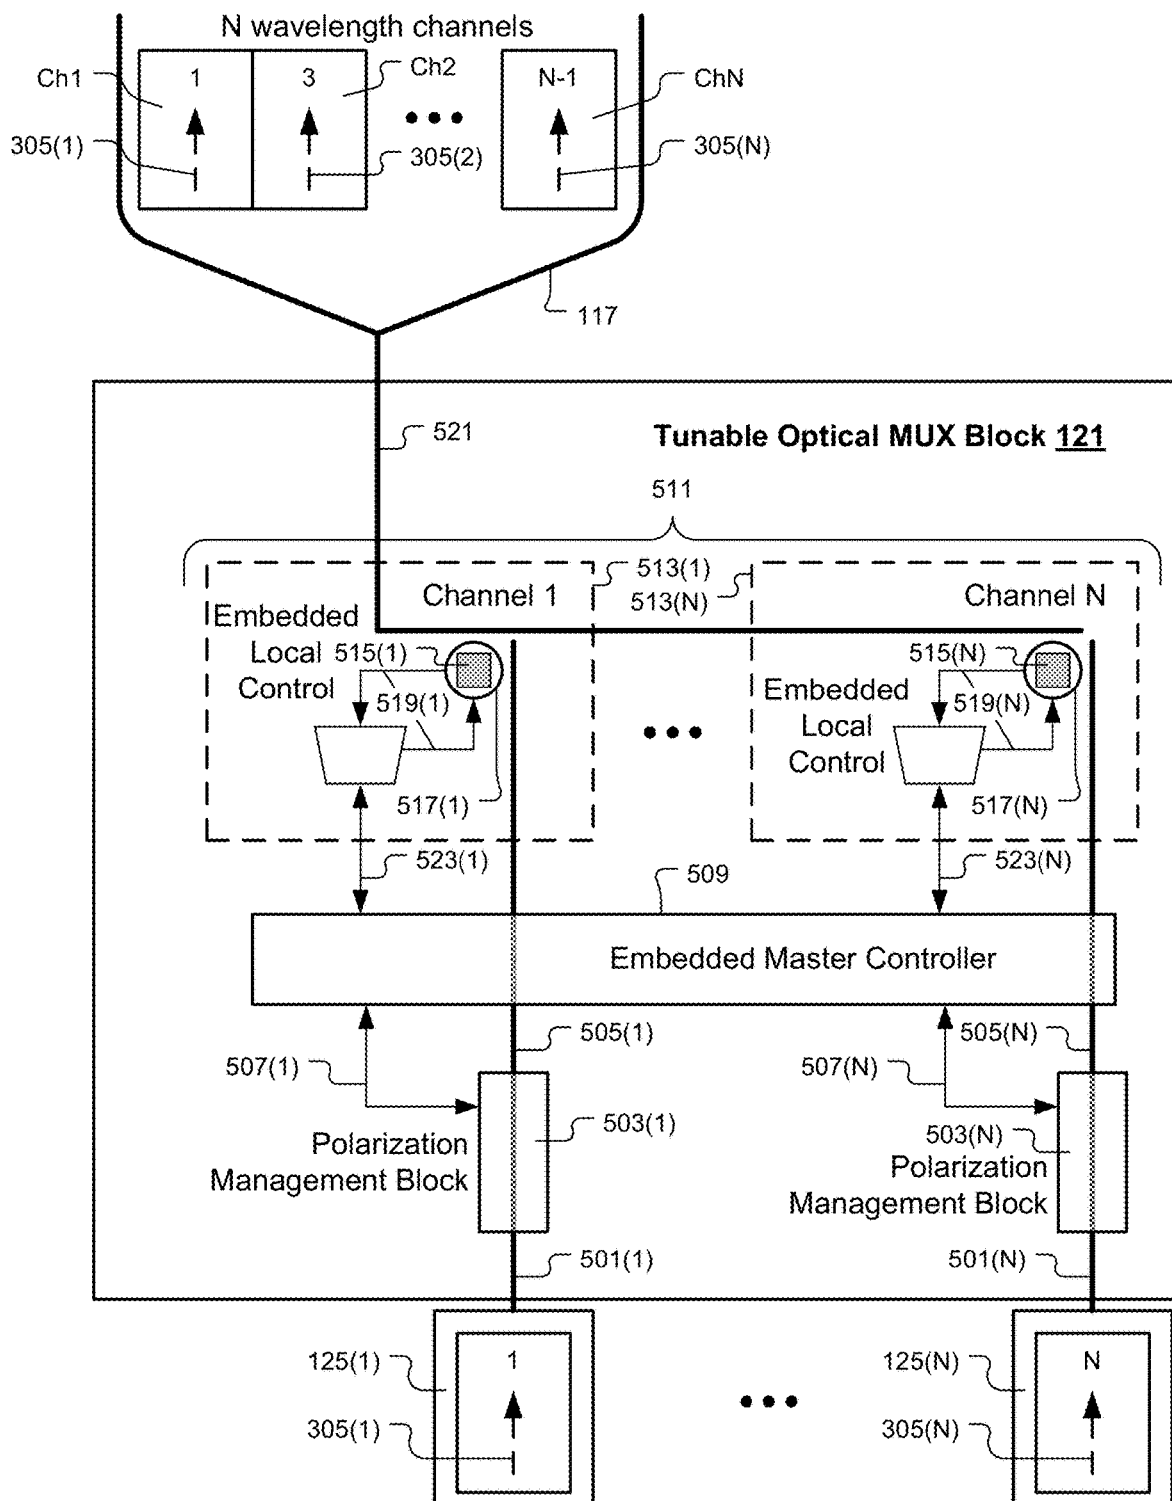 N wavelength channels
Ch1
1
3
Ch2
N-1
ChN
305(1)
305(2)
305(N)
117
521
Tunable Optical MUX Block 121
511
513(1)
513(N)
Channel 1
Channel N
Embedded
Local
Control
515(1)
519(1)
517(1)
515(N)
519(N)
Embedded
Local
Control
517(N)
523(1)
509
523(N)
Embedded Master Controller
505(1)
505(N)
507(1)
507(N)
503(1)
503(N)
Polarization
Management Block
Polarization
Management Block
501(1)
501(N)
125(1)
1
305(1)
125(N)
N
305(N)